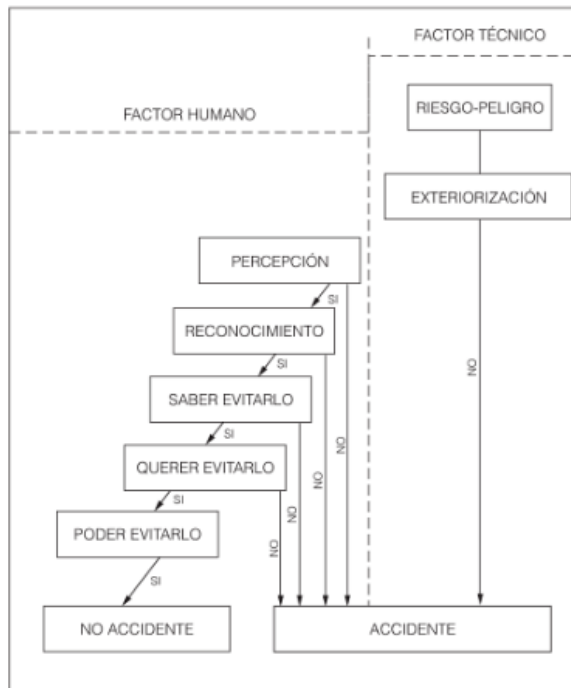 FACTOR TÉCNICO
FACTOR HUMANO
RIESGO-PELIGRO
EXTERIORIZACIÓN
PERCEPCIÓN
SI
RECONOCIMIENTO
SI
SABER EVITARLO
SI
QUERER EVITARLO
SI
PODER EVITARLO
SI
NO
NO
NO
NO
NO
NO ACCIDENTE
ACCIDENTE